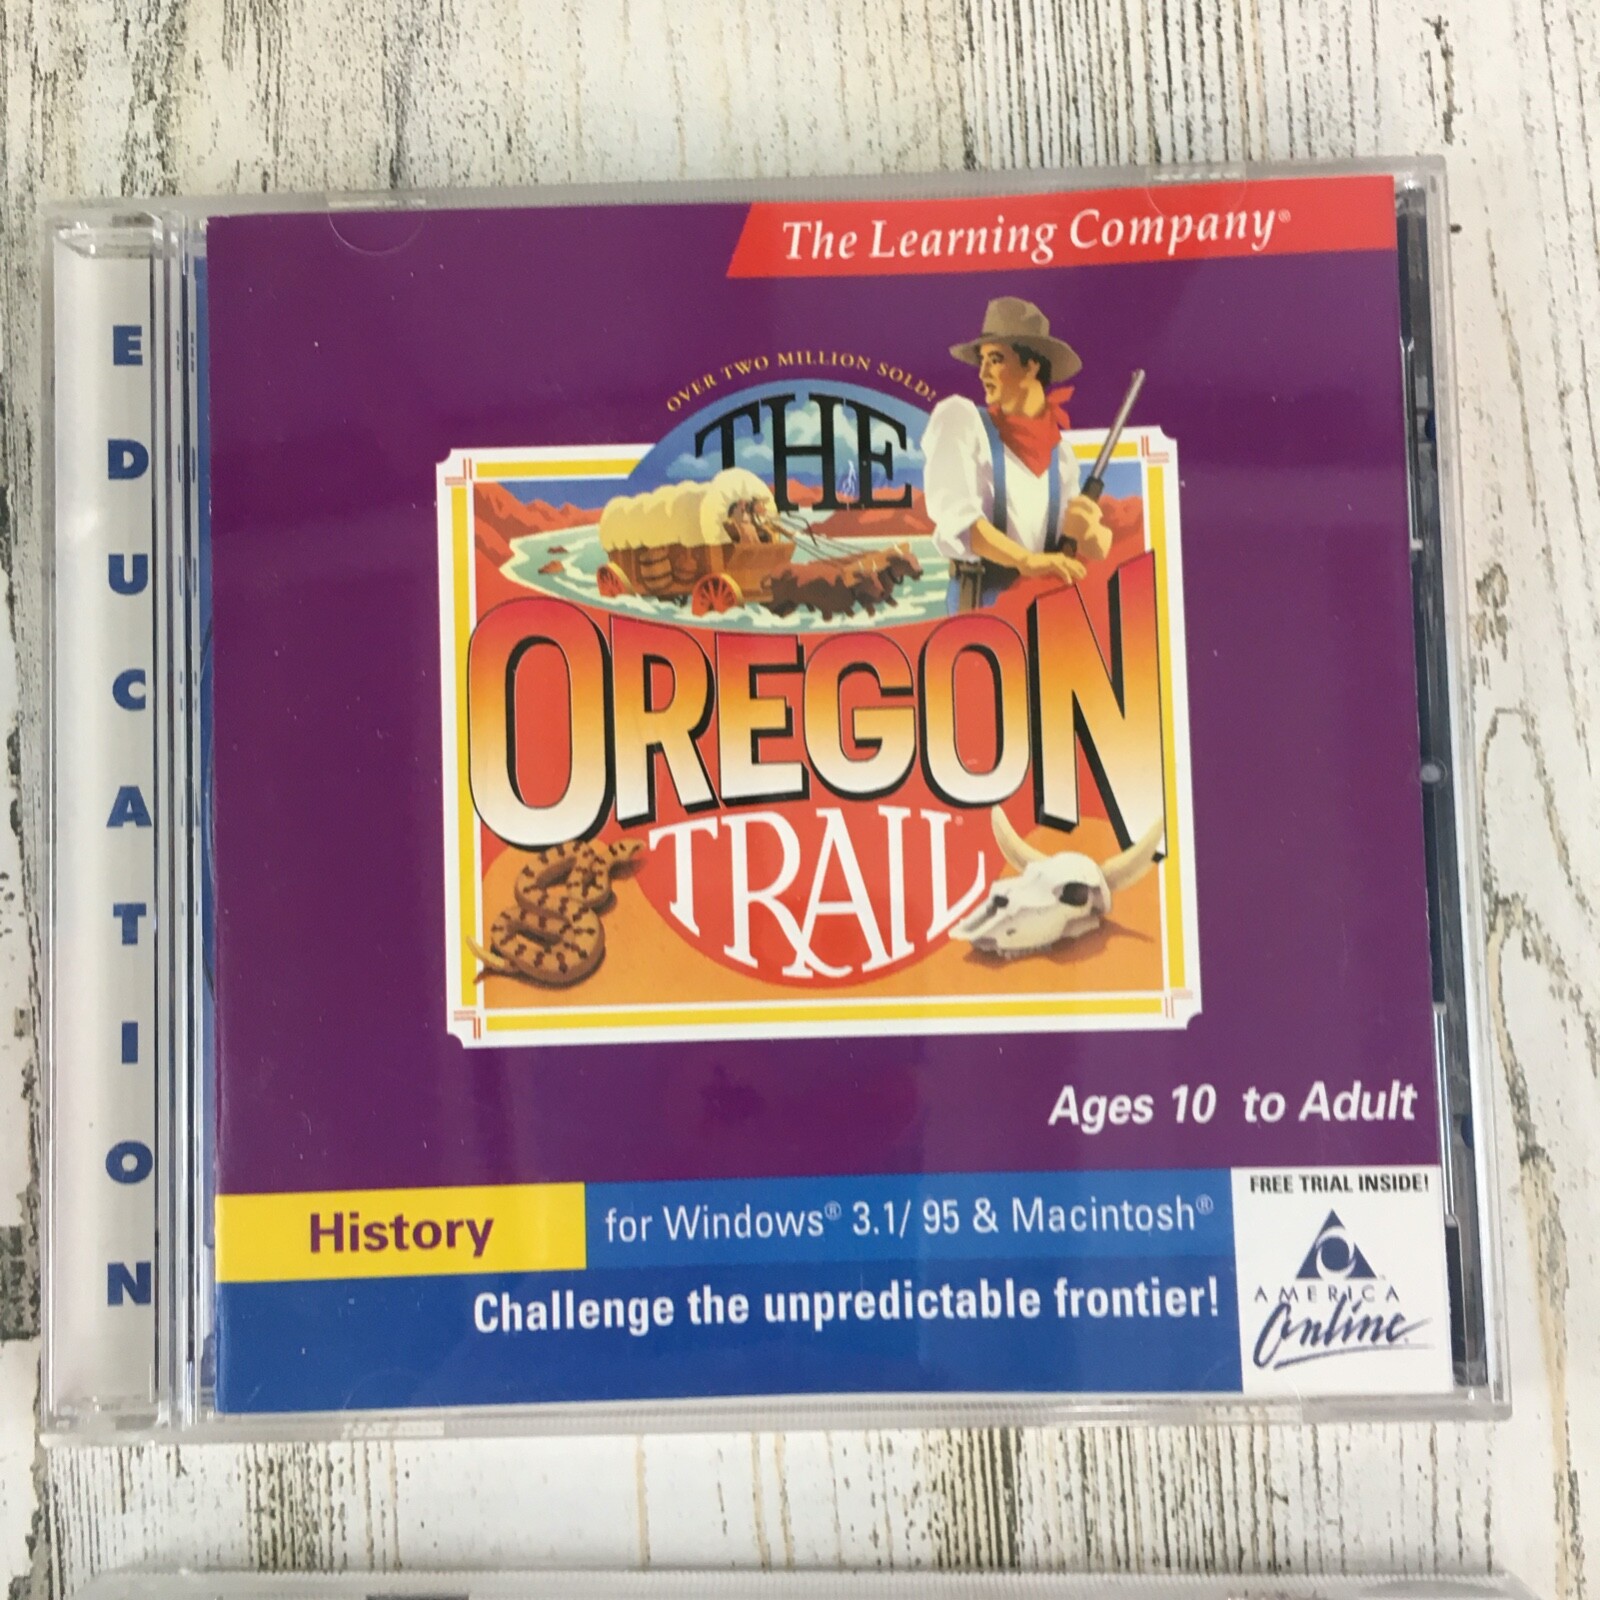 EDUCATION
The Learning Company®
OVER TWO MILLION SOLD!
THE
OREGON
TRAIL®
Ages 10 to Adult
History
for Windows® 3.1/ 95 & Macintosh®
Challenge the unpredictable frontier!
FREE TRIAL INSIDE!
AMERICA
Online